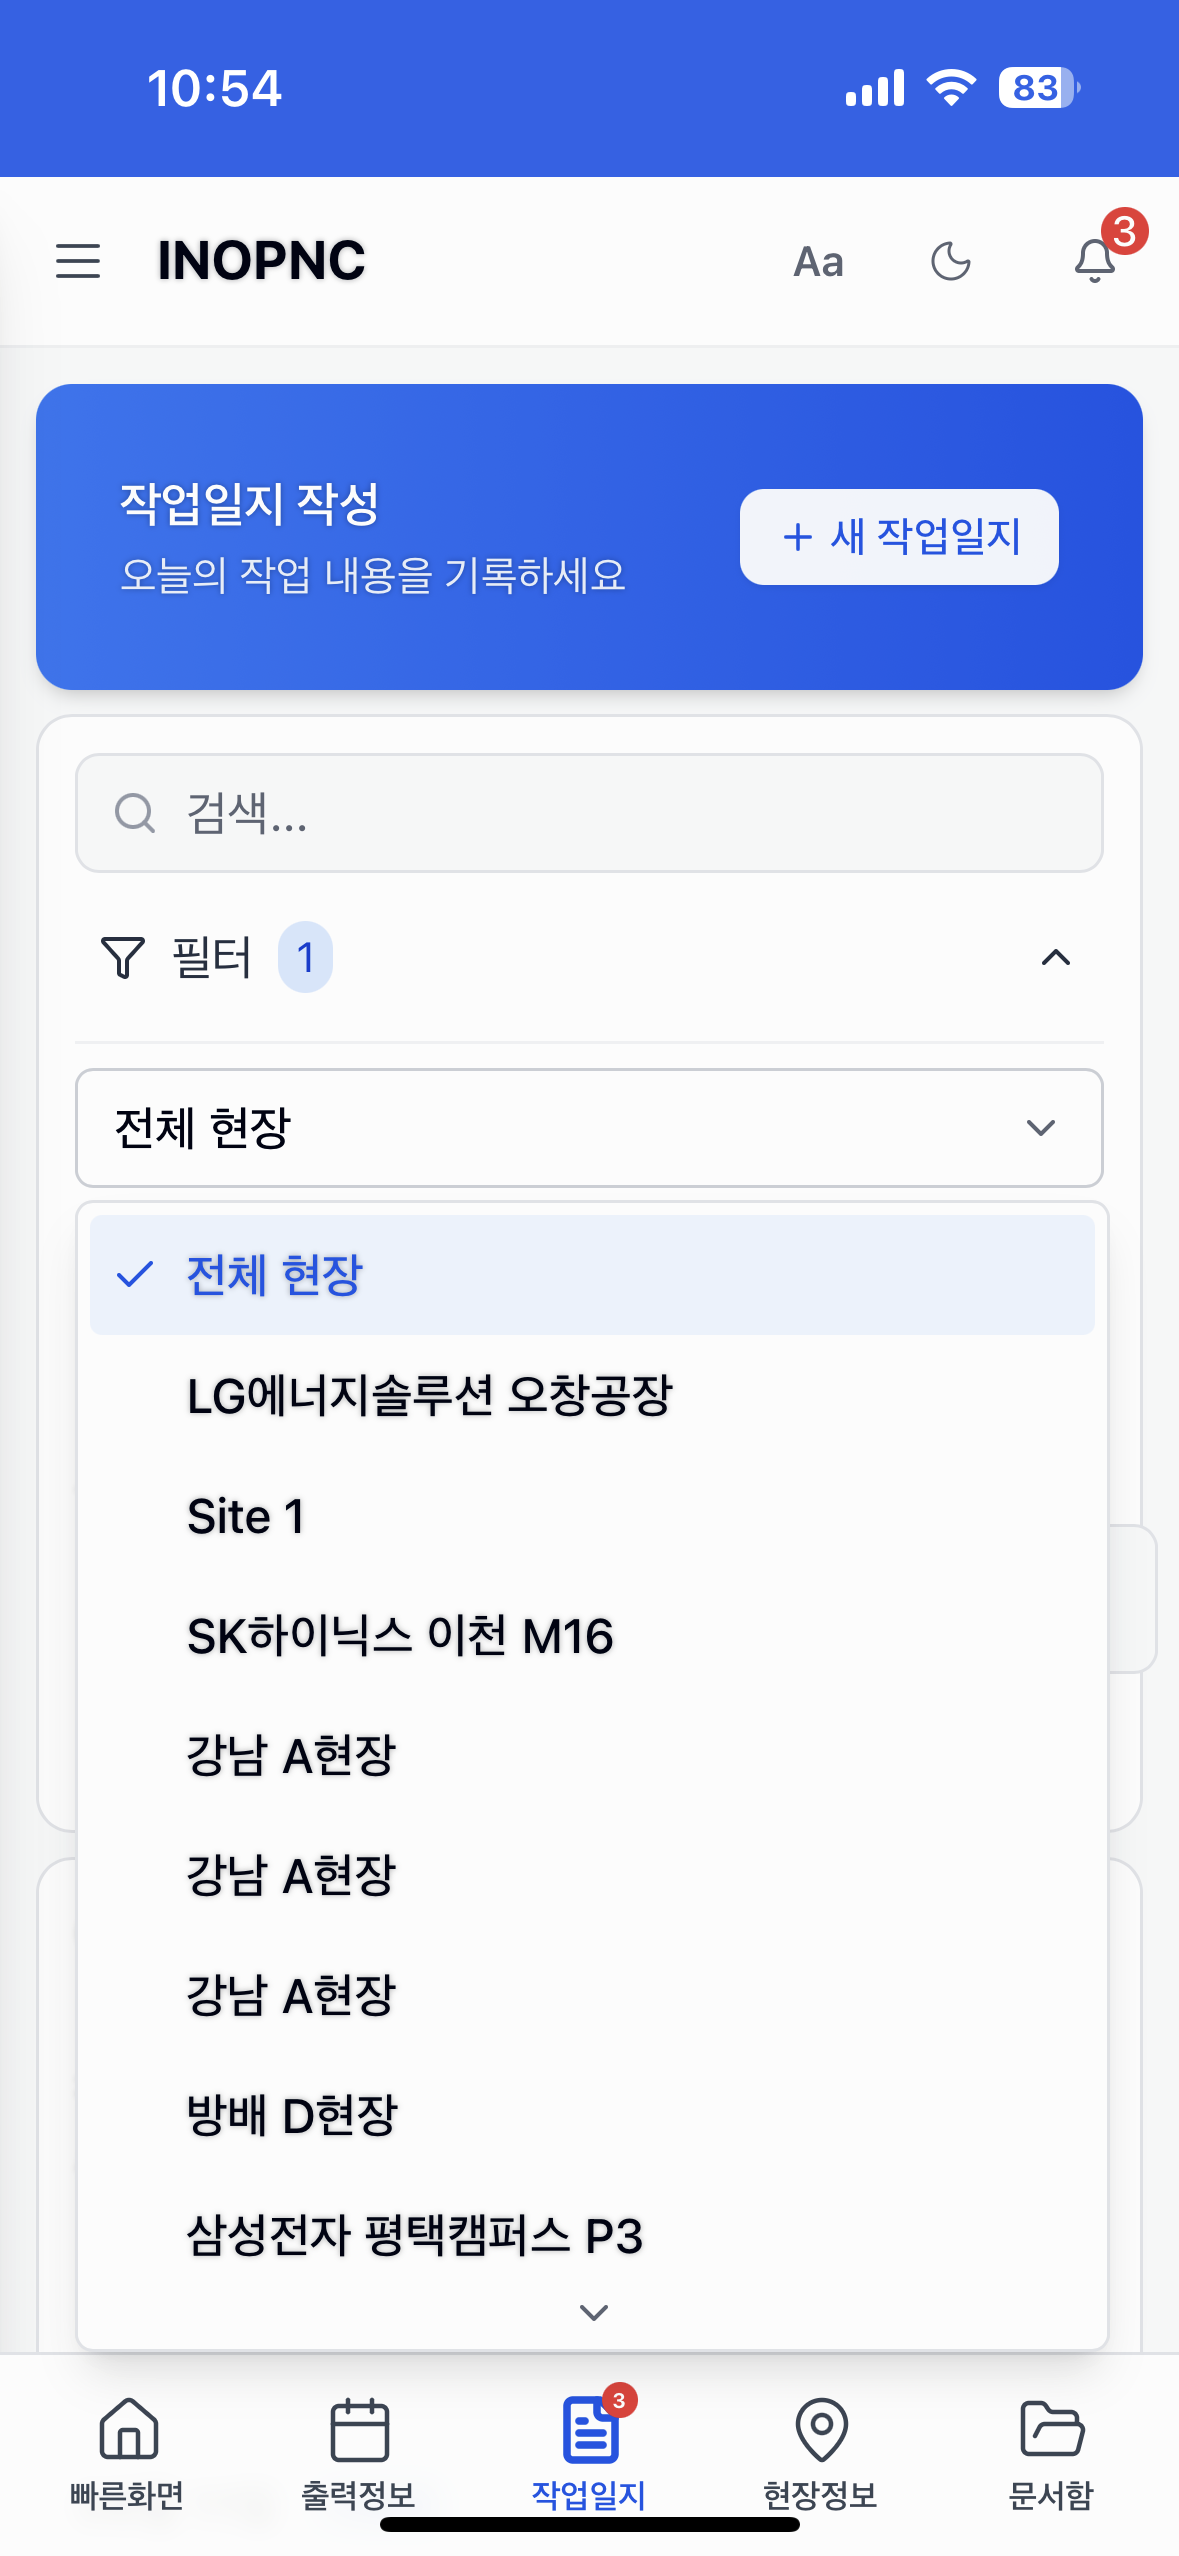 10:54
83
INOPNC
Aa
3
작업일지 작성
오늘의 작업 내용을 기록하세요
+ 새 작업일지
검색...
필터 1
전체 현장
전체 현장
LG에너지솔루션 오창공장
Site 1
SK하이닉스 이천 M16
강남 A현장
강남 A현장
강남 A현장
방배 D현장
삼성전자 평택캠퍼스 P3
3
빠른화면
출력정보
작업일지
현장정보
문서함